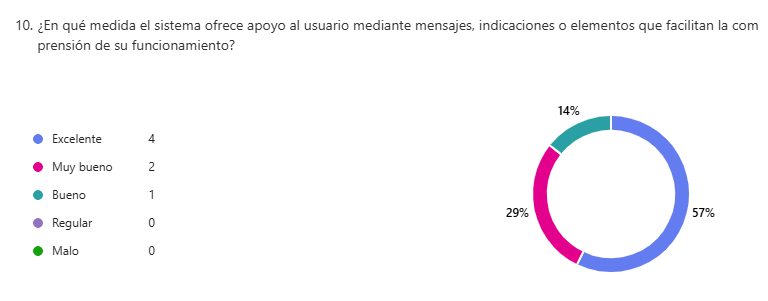 10. ¿En qué medida el sistema ofrece apoyo al usuario mediante mensajes, indicaciones o elementos que facilitan la com
prensión de su funcionamiento?
14%
Excelente 4
Muy bueno 2
Bueno 1
29%
57%
Regular 0
Malo 0